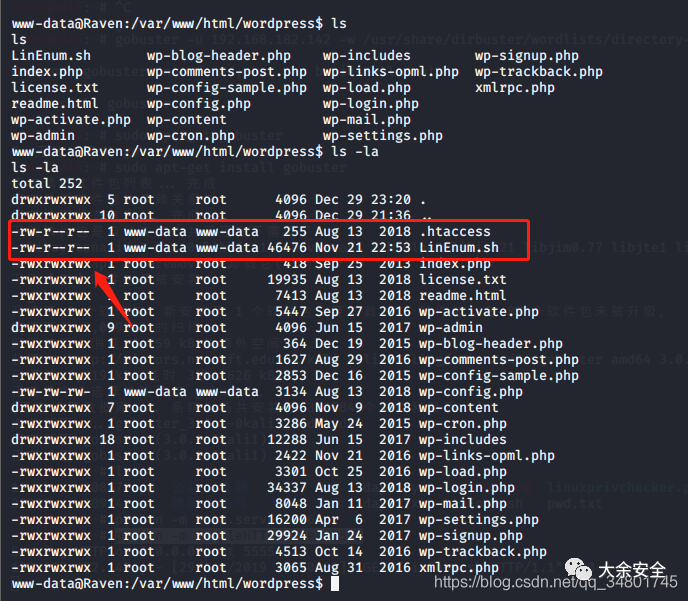 www-data@Raven:/var/www/html/wordpress$ ls
ls
LinEnum.sh wp-blog-header.php wp-includes wp-signup.php
index.php wp-comments-post.php wp-links-opml.php wp-trackback.php
license.txt wp-config-sample.php wp-load.php xmlrpc.php
readme.html wp-config.php wp-login.php
wp-activate.php wp-content wp-mail.php
wp-admin wp-cron.php wp-settings.php
www-data@Raven:/var/www/html/wordpress$ ls -la
ls -la
total 252
drwxrwxrwx 5 root root 4096 Dec 29 23:20 .
drwxrwxrwx 10 root root 4096 Dec 29 21:36 ..
-rw-r--r-- 1 www-data www-data 255 Aug 13 2018 .htaccess
-rw-r--r-- 1 www-data www-data 46476 Nov 21 22:53 LinEnum.sh
-rwxrwxrwx 1 root root 418 Sep 25 2013 index.php
-rwxrwxrwx 1 root root 19935 Aug 13 2018 license.txt
-rwxrwxrwx root root 7413 Aug 13 2018 readme.html
-rwxrwxrwx 1 root root 5447 Sep 27 2016 wp-activate.php
drwxrwxrwx 9 root root 4096 Jun 15 2017 wp-admin
-rwxrwxrwx 1 root root 364 Dec 19 2015 wp-blog-header.php
-rwxrwxrwx 1 root root 1627 Aug 29 2016 wp-comments-post.php
-rwxrwxrwx 1 root root 2853 Dec 16 2015 wp-config-sample.php
-rw-rw-rw- 1 www-data www-data 3134 Aug 13 2018 wp-config.php
drwxrwxrwx 7 root root 4096 Nov 9 2018 wp-content
-rwxrwxrwx 1 root root 3286 May 24 2015 wp-cron.php
drwxrwxrwx 18 root root 12288 Jun 15 2017 wp-includes
-rwxrwxrwx 1 root root 2422 Nov 21 2016 wp-links-opml.php
-rwxrwxrwx 1 root root 3301 Oct 25 2016 wp-load.php
-rwxrwxrwx 1 root root 34337 Aug 13 2018 wp-login.php
-rwxrwxrwx 1 root root 8048 Jan 11 2017 wp-mail.php
-rwxrwxrwx 1 root root 16200 Apr 6 2017 wp-settings.php
-rwxrwxrwx 1 root root 29924 Jan 24 2017 wp-signup.php
-rwxrwxrwx 1 root root 4513 Oct 14 2016 wp-trackback.php
-rwxrwxrwx 1 root root 3065 Aug 31 2016 xmlrpc.php
www-data@Raven:/var/www/html/wordpress$
大余安全
https://blog.csdn.net/qq_34801745